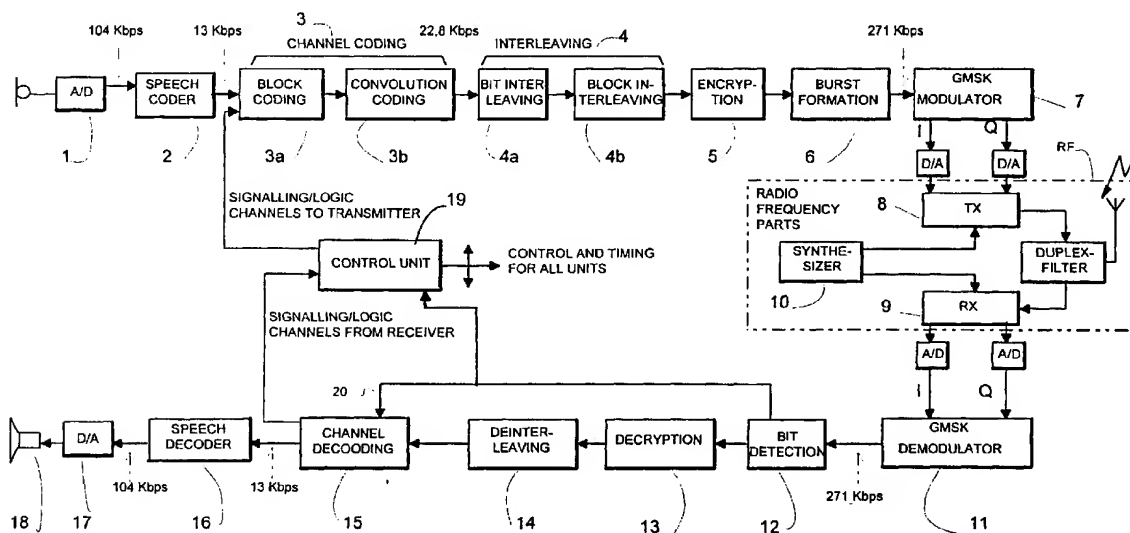 3
104 Kbps
13 Kbps
CHANNEL CODING
22,8 Kbps
INTERLEAVING
4
271 Kbps
A/D
SPEECH
CODER
BLOCK
CODING
CONVOLUTION
CODING
BIT INTER
LEAVING
BLOCK IN-
TERLEAVING
ENCRYP-
TION
BURST
FORMATION
GMSK
MODULATOR
7
1
2
3a
3b
4a
4b
5
6
I
Q
D/A
D/A
RF
SIGNALLING/LOGIC
CHANNELS TO TRANSMITTER
19
CONTROL UNIT
CONTROL AND TIMING
FOR ALL UNITS
RADIO
FREQUENCY
PARTS
8
TX
SYNTHE-
SIZER
10
DUPLEX-
FILTER
9
RX
SIGNALLING/LOGIC
CHANNELS FROM RECEIVER
A/D
A/D
I
Q
20
D/A
SPEECH
DECODER
CHANNEL
DECODING
DEINTER-
LEAVING
DECRYPTION
BIT
DETECTION
GMSK
DEMODULATOR
104 Kbps
13 Kbps
271 Kbps
18
17
16
15
14
13
12
11